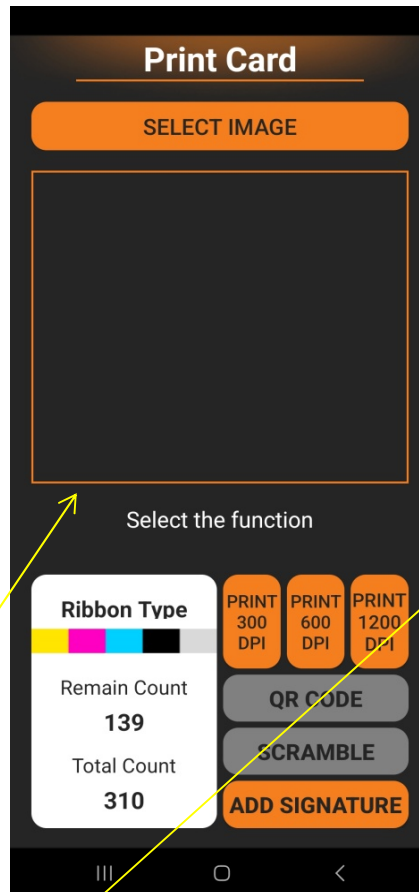 Print Card
SELECT IMAGE
Select the function
Ribbon Type
Remain Count
139
Total Count
310
PRINT
300
DPI
PRINT
600
DPI
PRINT
1200
DPI
QR CODE
SCRAMBLE
ADD SIGNATURE